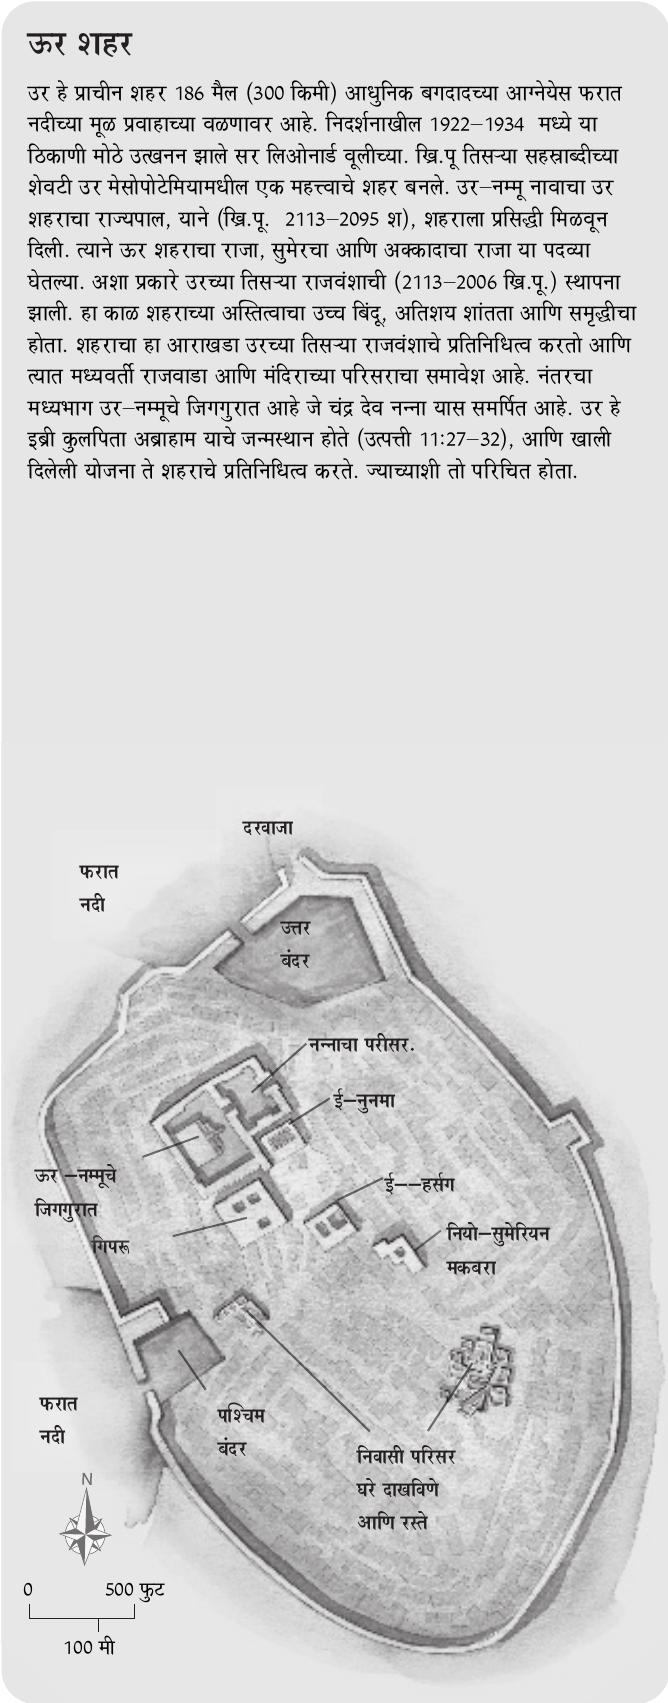 ऊर शहर
उर हे प्राचीन शहर 186 मैल (300 किमी) आधुनिक बगदादच्या आग्नेयेस फरात
नदीच्या मूळ प्रवाहाच्या वळणावर आहे. निदर्शनाखील 1922–1934 मध्ये या
ठिकाणी मोठे उत्खनन झाले सर लिओनार्ड वूलीच्या. ख्रि.पू तिसऱ्या सहस्राब्दीच्या
शेवटी उर मेसोपोटेमियामधील एक महत्त्वाचे शहर बनले. उर–नम्मू नावाचा उर
शहराचा राज्यपाल, याने (ख्रि.पू. 2113–2095 श), शहराला प्रसिद्धी मिळवून
दिली. त्याने ऊर शहराचा राजा, सुमेरचा आणि अक्कादाचा राजा या पदव्या
घेतल्या. अशा प्रकारे उरच्या तिसऱ्या राजवंशाची (2113–2006 ख्रि.पू.) स्थापना
झाली. हा काळ शहराच्या अस्तित्वाचा उच्च बिंदू, अतिशय शांतता आणि समृद्धीचा
होता. शहराचा हा आराखडा उरच्या तिसऱ्या राजवंशाचे प्रतिनिधित्व करतो आणि
त्यात मध्यवर्ती राजवाडा आणि मंदिराच्या परिसराचा समावेश आहे. नंतरचा
मध्यभाग उर–नम्मूचे जिगगुरात आहे जे चंद्र देव नन्ना यास समर्पित आहे. उर हे
इब्री कुलपिता अब्राहाम याचे जन्मस्थान होते (उत्पत्ती 11:27–32), आणि खाली
दिलेली योजना ते शहराचे प्रतिनिधित्व करते. ज्याच्याशी तो परिचित होता.
दरवाजा
फरात
नदी
उत्तर
बंदर
नन्नाचा परीसर.
ई–नुनमा
ऊर –नम्मूचे
जिगगुरात
ई––हर्सग
गिपरू
नियो–सुमेरियन
मकबरा
फरात
नदी
पश्चिम
बंदर
निवासी परिसर
घरे दाखविणे
आणि रस्ते
N
0 500 फुट
100 मी